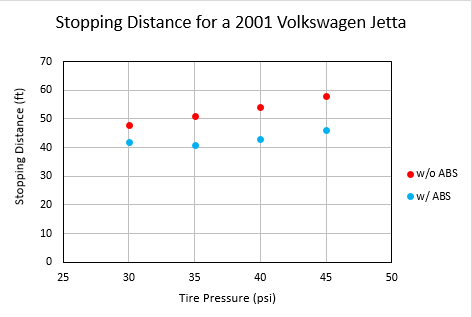 Stopping Distance for a 2001 Volkswagen Jetta
Stopping Distance (ft)
70
60
50
40
30
20
10
0
25 30 35 40 45 50
Tire Pressure (psi)
w/o ABS
w/ ABS